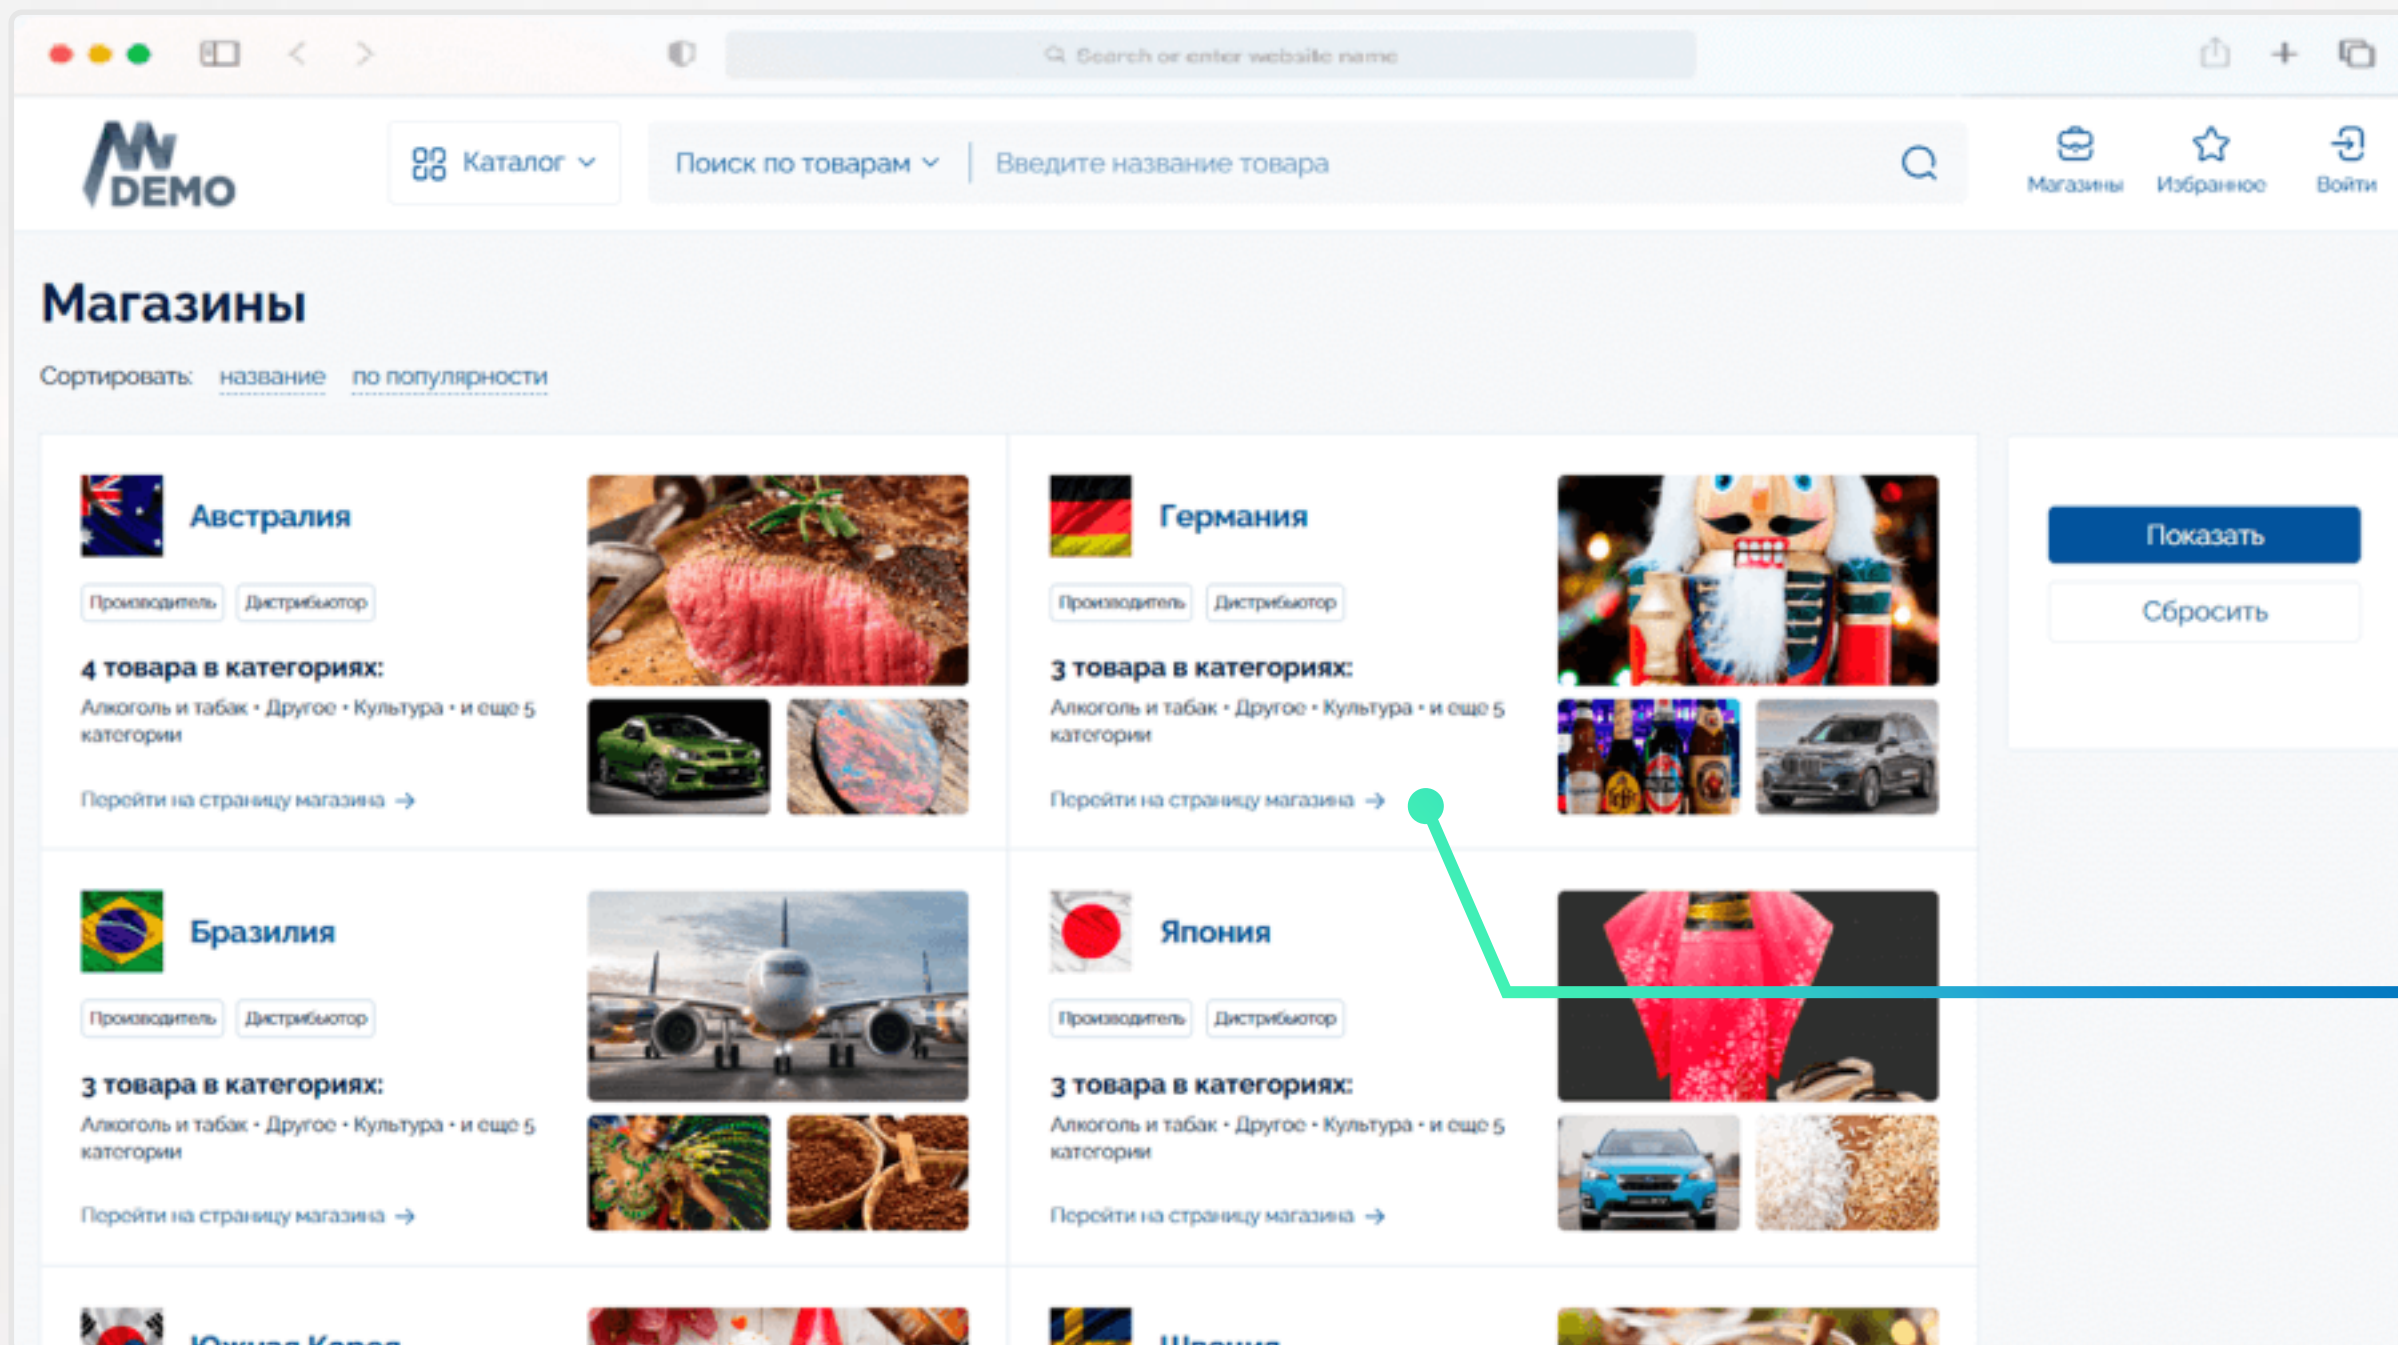 Search or enter website name
DEMO
Каталог
Поиск по товарам
Введите название товара
Магазины
Избранное
Войти
Магазины
Сортировать: название по популярности
Австралия
Производитель Дистрибьютор
4 товара в категориях:
Алкоголь и табак • Другое • Культура • и еще 5
категории
Перейти на страницу магазина →
Германия
Производитель Дистрибьютор
3 товара в категориях:
Алкоголь и табак • Другое • Культура • и еще 5
категории
Перейти на страницу магазина →
Показать
Сбросить
Бразилия
Производитель Дистрибьютор
3 товара в категориях:
Алкоголь и табак • Другое • Культура • и еще 5
категории
Перейти на страницу магазина →
Япония
Производитель Дистрибьютор
3 товара в категориях:
Алкоголь и табак • Другое • Культура • и еще 5
категории
Перейти на страницу магазина →
Южная Корея
Швеция